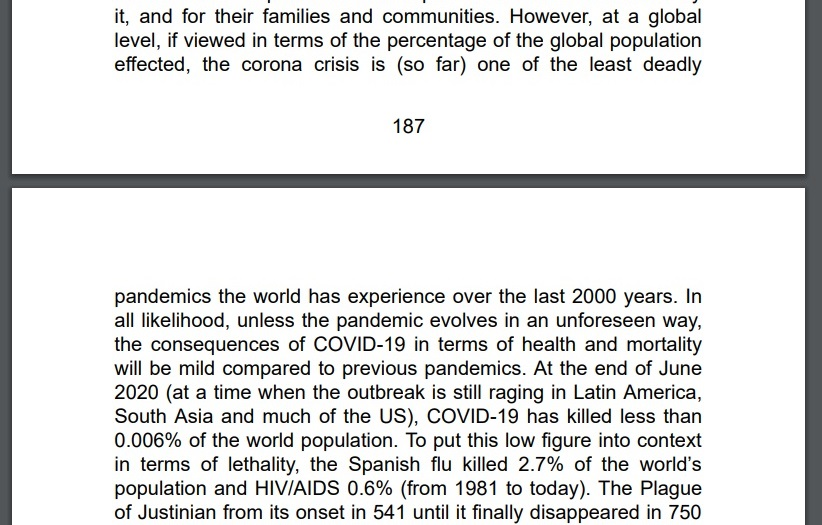 it, and for their families and communities. However, at a global
level, if viewed in terms of the percentage of the global population
effected, the corona crisis is (so far) one of the least deadly
187
pandemics the world has experience over the last 2000 years. In
all likelihood, unless the pandemic evolves in an unforeseen way,
the consequences of COVID-19 in terms of health and mortality
will be mild compared to previous pandemics. At the end of June
2020 (at a time when the outbreak is still raging in Latin America,
South Asia and much of the US), COVID-19 has killed less than
0.006% of the world population. To put this low figure into context
in terms of lethality, the Spanish flu killed 2.7% of the world’s
population and HIV/AIDS 0.6% (from 1981 to today). The Plague
of Justinian from its onset in 541 until it finally disappeared in 750